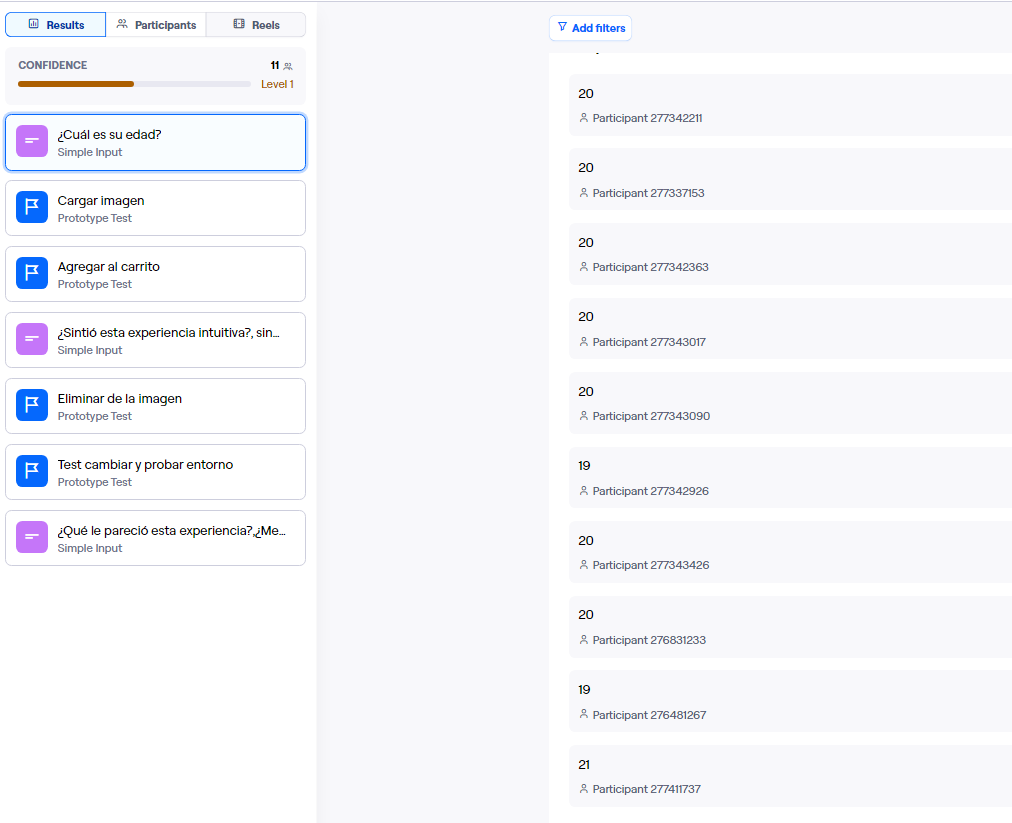 Results
Participants
Reels
CONFIDENCE
11
Level 1
¿Cuál es su edad?
Simple Input
Cargar imagen
Prototype Test
Agregar al carrito
Prototype Test
¿Sintió esta experiencia intuitiva?, sin...
Simple Input
Eliminar de la imagen
Prototype Test
Test cambiar y probar entorno
Prototype Test
¿Qué le pareció esta experiencia?,¿Me...
Simple Input
Add filters
20
Participant 277342211
20
Participant 277337153
20
Participant 277342363
20
Participant 277343017
20
Participant 277343090
19
Participant 277342926
20
Participant 277343426
20
Participant 276831233
19
Participant 276481267
21
Participant 277411737